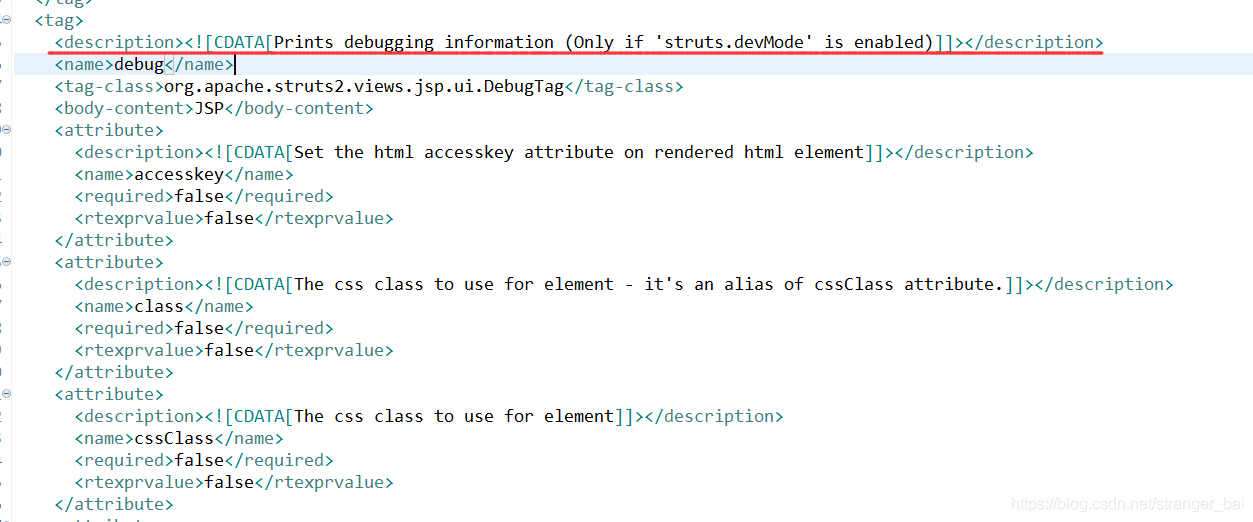 </tag>
<tag>
<description><![CDATA[Prints debugging information (Only if 'struts.devMode' is enabled)]]></description>
<name>debug</name>
<tag-class>org.apache.struts2.views.jsp.ui.DebugTag</tag-class>
<body-content>JSP</body-content>
<attribute>
<description><![CDATA[Set the html accesskey attribute on rendered html element]]></description>
<name>accesskey</name>
<required>false</required>
<rtexprvalue>false</rtexprvalue>
</attribute>
<attribute>
<description><![CDATA[The css class to use for element - it's an alias of cssClass attribute.]]></description>
<name>class</name>
<required>false</required>
<rtexprvalue>false</rtexprvalue>
</attribute>
<attribute>
<description><![CDATA[The css class to use for element]]></description>
<name>cssClass</name>
<required>false</required>
<rtexprvalue>false</rtexprvalue>
</attribute>
https://blog.csdn.net/stranger_bai